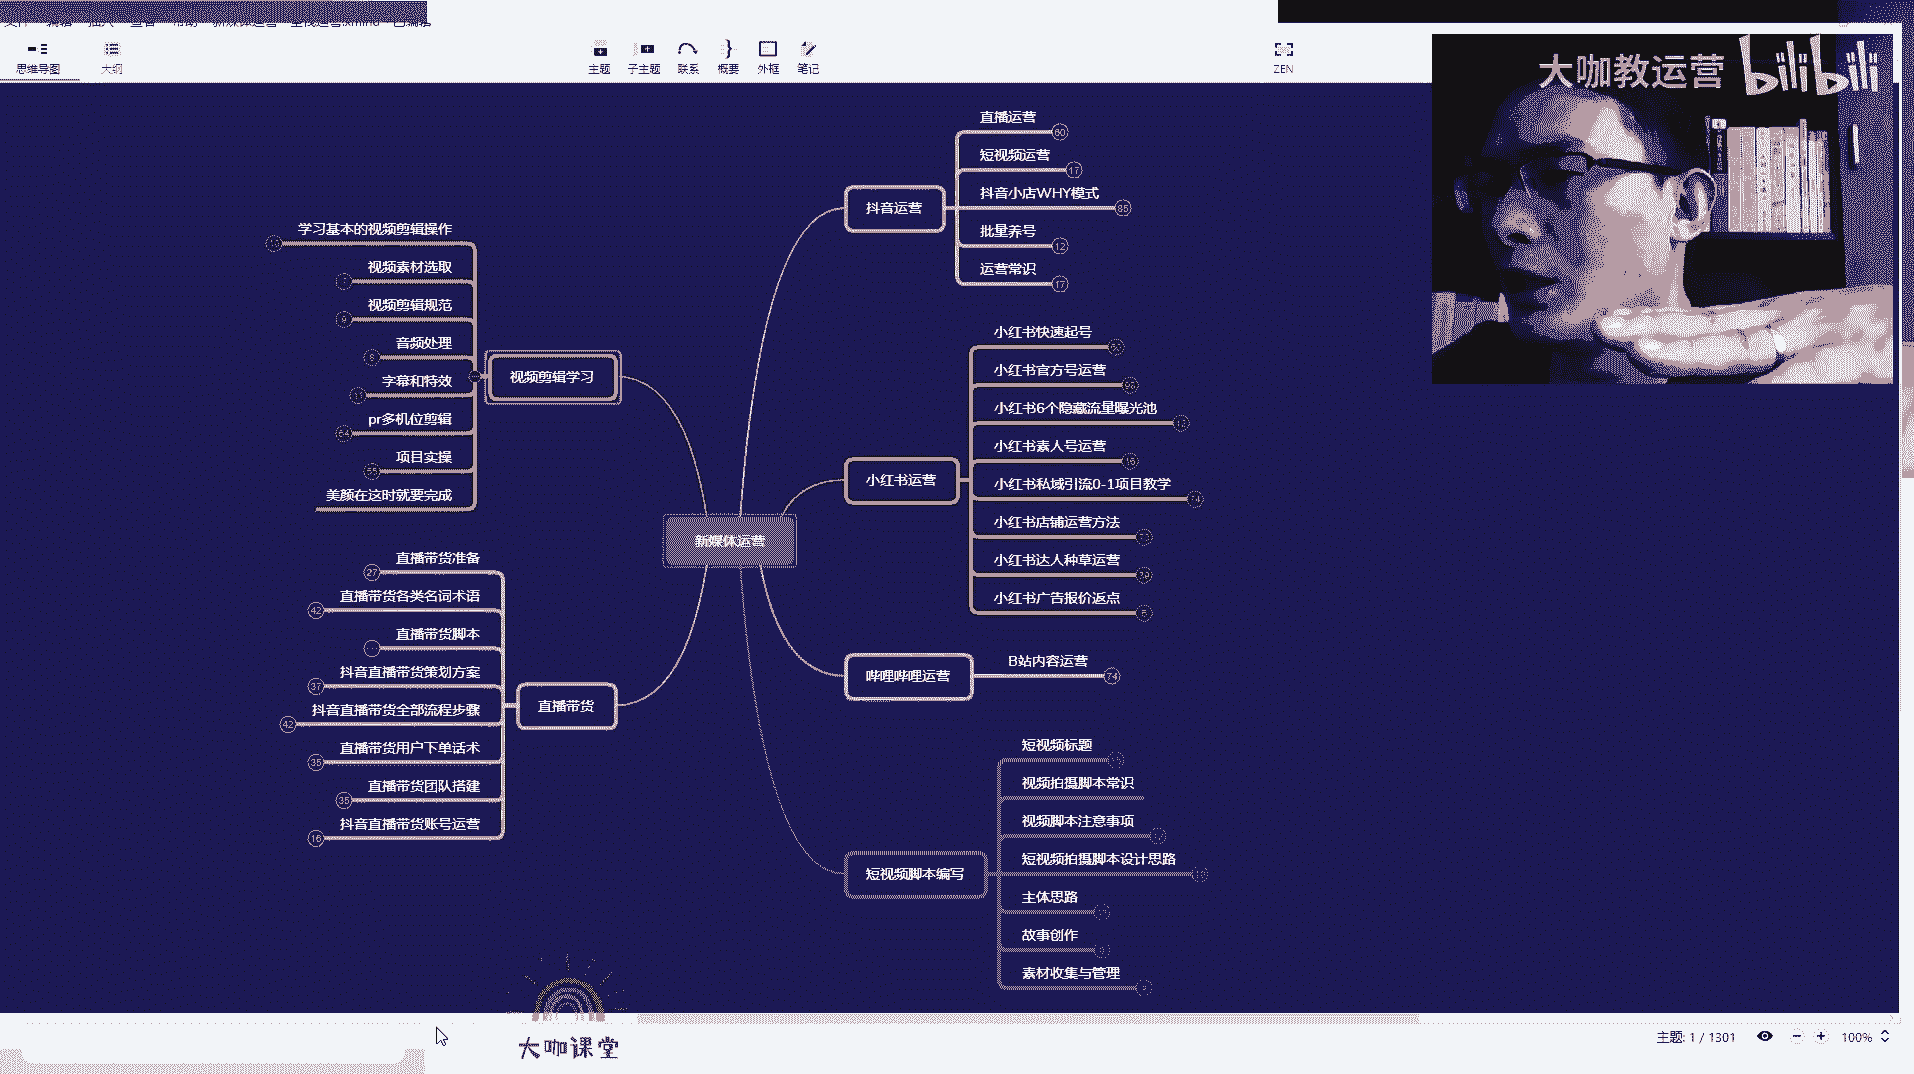 思维导图
大纲
主题
子主题
联系
概要
外框
笔记
ZEN
大咖教运营 bilibili
学习基本的视频剪辑操作
视频素材选取
视频剪辑规范
9
音频处理
8
字幕和特效
11
pr多机位剪辑
54
项目实操
55
美颜在这时就要完成
视频剪辑学习
直播带货准备
27
直播带货各类名词术语
42
直播带货脚本
抖音直播带货策划方案
37
抖音直播带货全部流程步骤
42
直播带货用户下单话术
35
直播带货团队搭建
35
抖音直播带货账号运营
16
直播带货
新媒体运营
抖音运营
直播运营
60
短视频运营
17
抖音小店WHY模式
85
批量养号
12
运营常识
17
小红书运营
小红书快速起号
小红书官方号运营
小红书6个隐藏流量曝光池
小红书素人号运营
16
小红书私域引流0-1项目教学
小红书店铺运营方法
小红书达人种草运营
小红书广告报价返点
哔哩哔哩运营
B站内容运营
74
短视频脚本编写
短视频标题
视频拍摄脚本常识
视频脚本注意事项
短视频拍摄脚本设计思路
主体思路
故事创作
素材收集与管理
大咖课堂
主题: 1 / 1301
100%